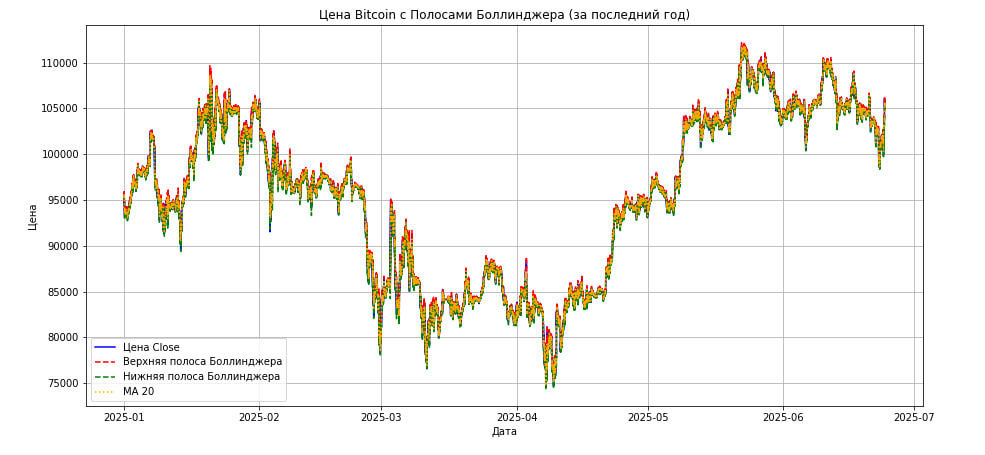 Цена Bitcoin с Полосами Боллинджера (за последний год)
Цена
110000
105000
100000
95000
90000
85000
80000
75000
Цена Close
Верхняя полоса Боллинджера
Нижняя полоса Боллинджера
MA 20
2025-01 2025-02 2025-03 2025-04 2025-05 2025-06 2025-07
Дата